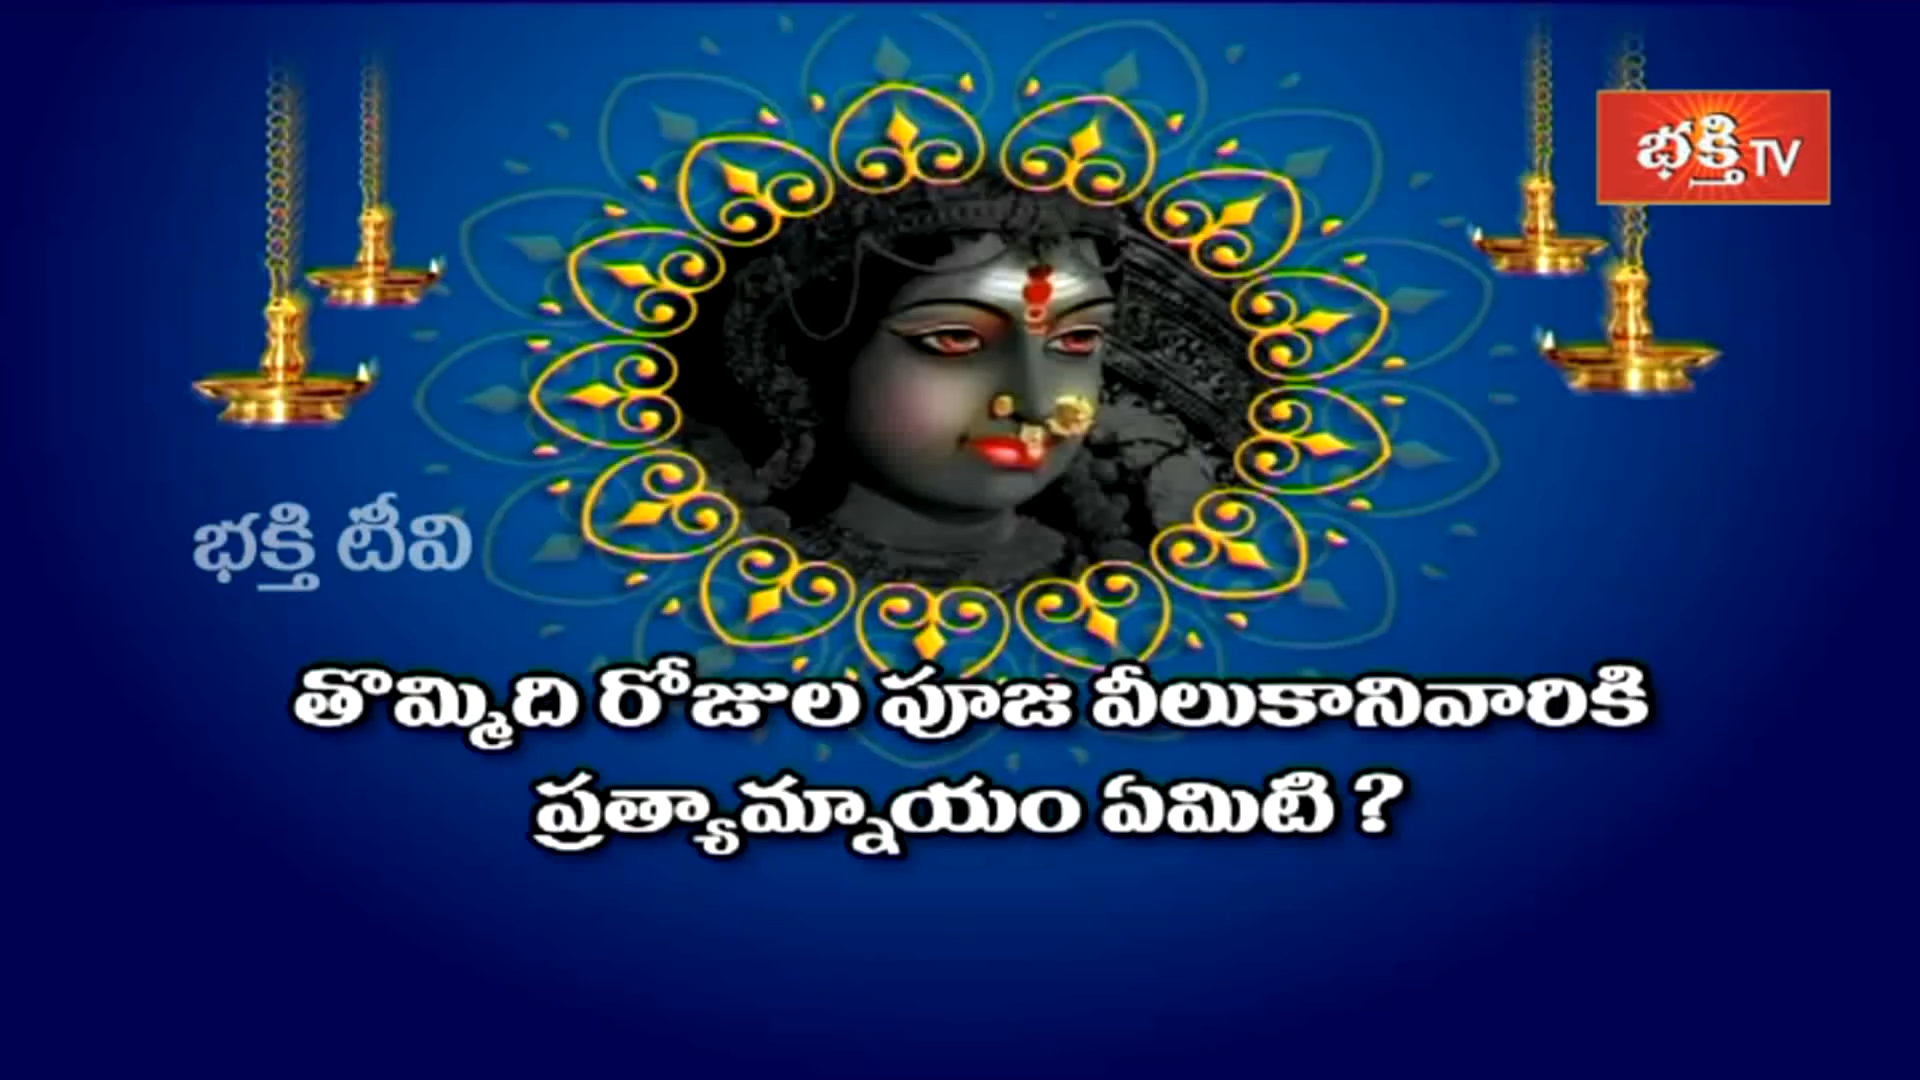 భక్తి TV
భక్తి టీవి
తొమ్మిది రోజుల పూజ వీలుకానివారికి
ప్రత్యామ్నాయం ఏమిటి ?